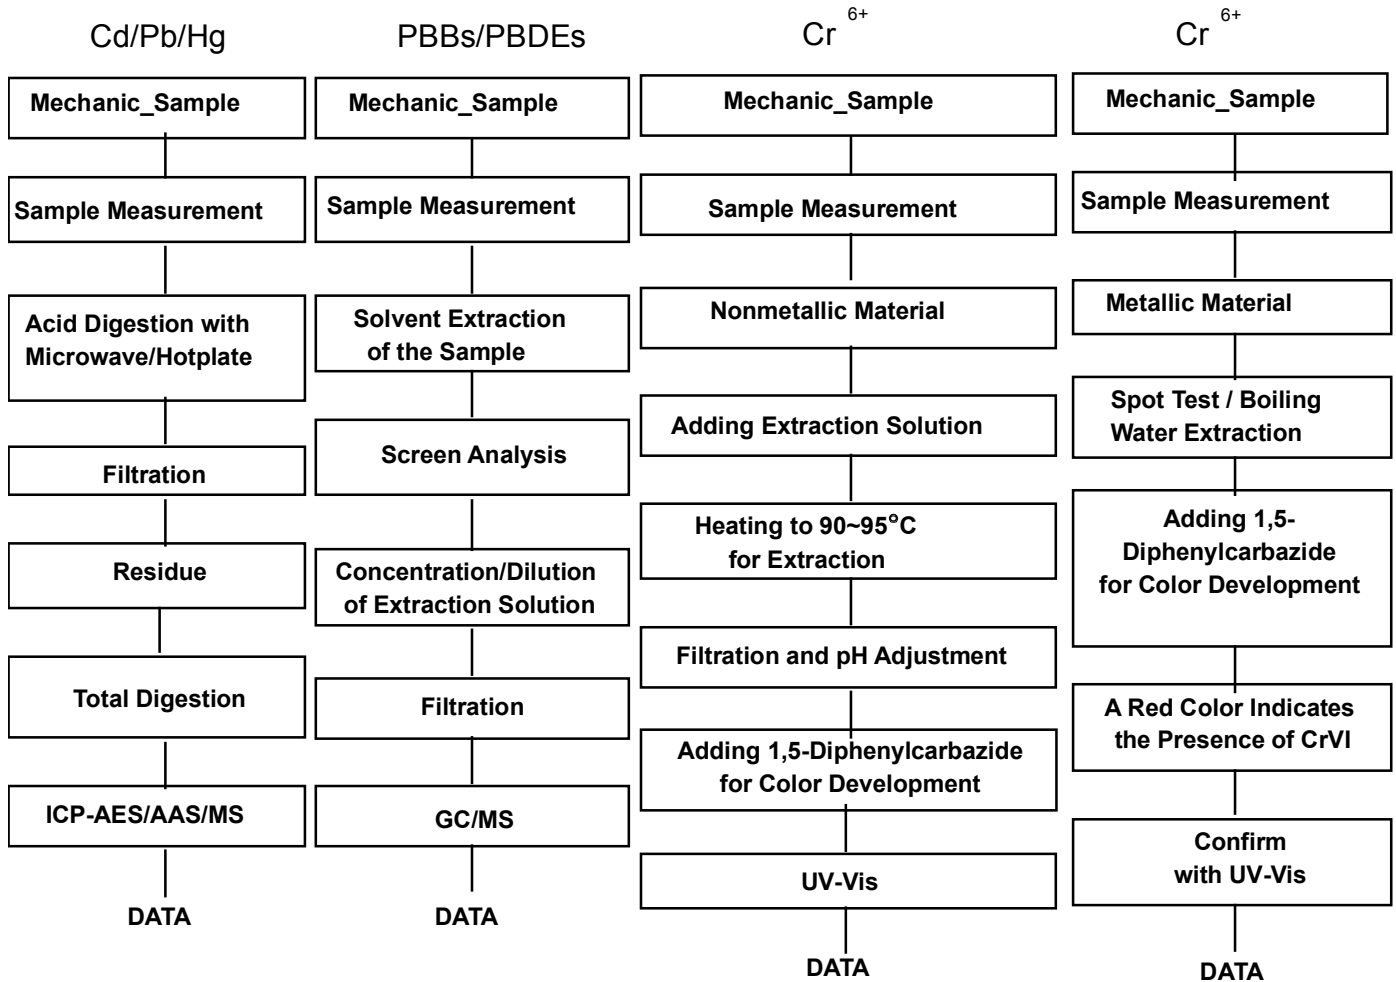 Cd/Pb/Hg
Mechanic_Sample
Sample Measurement
Acid Digestion with
Microwave/Hotplate
Filtration
Residue
Total Digestion
ICP-AES/AAS/MS
DATA
PBBs/PBDEs
Mechanic_Sample
Sample Measurement
Solvent Extraction
of the Sample
Screen Analysis
Concentration/Dilution
of Extraction Solution
Filtration
GC/MS
DATA
Cr 6+
Mechanic_Sample
Sample Measurement
Nonmetallic Material
Adding Extraction Solution
Heating to 90~95°C
for Extraction
Filtration and pH Adjustment
Adding 1,5-Diphenylcarbazide
for Color Development
UV-Vis
DATA
Cr 6+
Mechanic_Sample
Sample Measurement
Metallic Material
Spot Test / Boiling
Water Extraction
Adding 1,5-
Diphenylcarbazide
for Color Development
A Red Color Indicates
the Presence of CrVI
Confirm
with UV-Vis
DATA